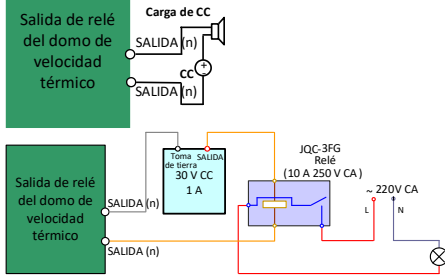 Carga de CC
Salida de relé
del domo de
velocidad
térmico
SALIDA (n)
CC
+
-
SALIDA (n)
Salida de relé
del domo de
velocidad
térmico
SALIDA (n)
SALIDA (n)
Toma
de tierra
SALIDA
30 V CC
1 A
JQC-3FG
Relé
(10 A 250 V CA)
~ 220V CA
L
N